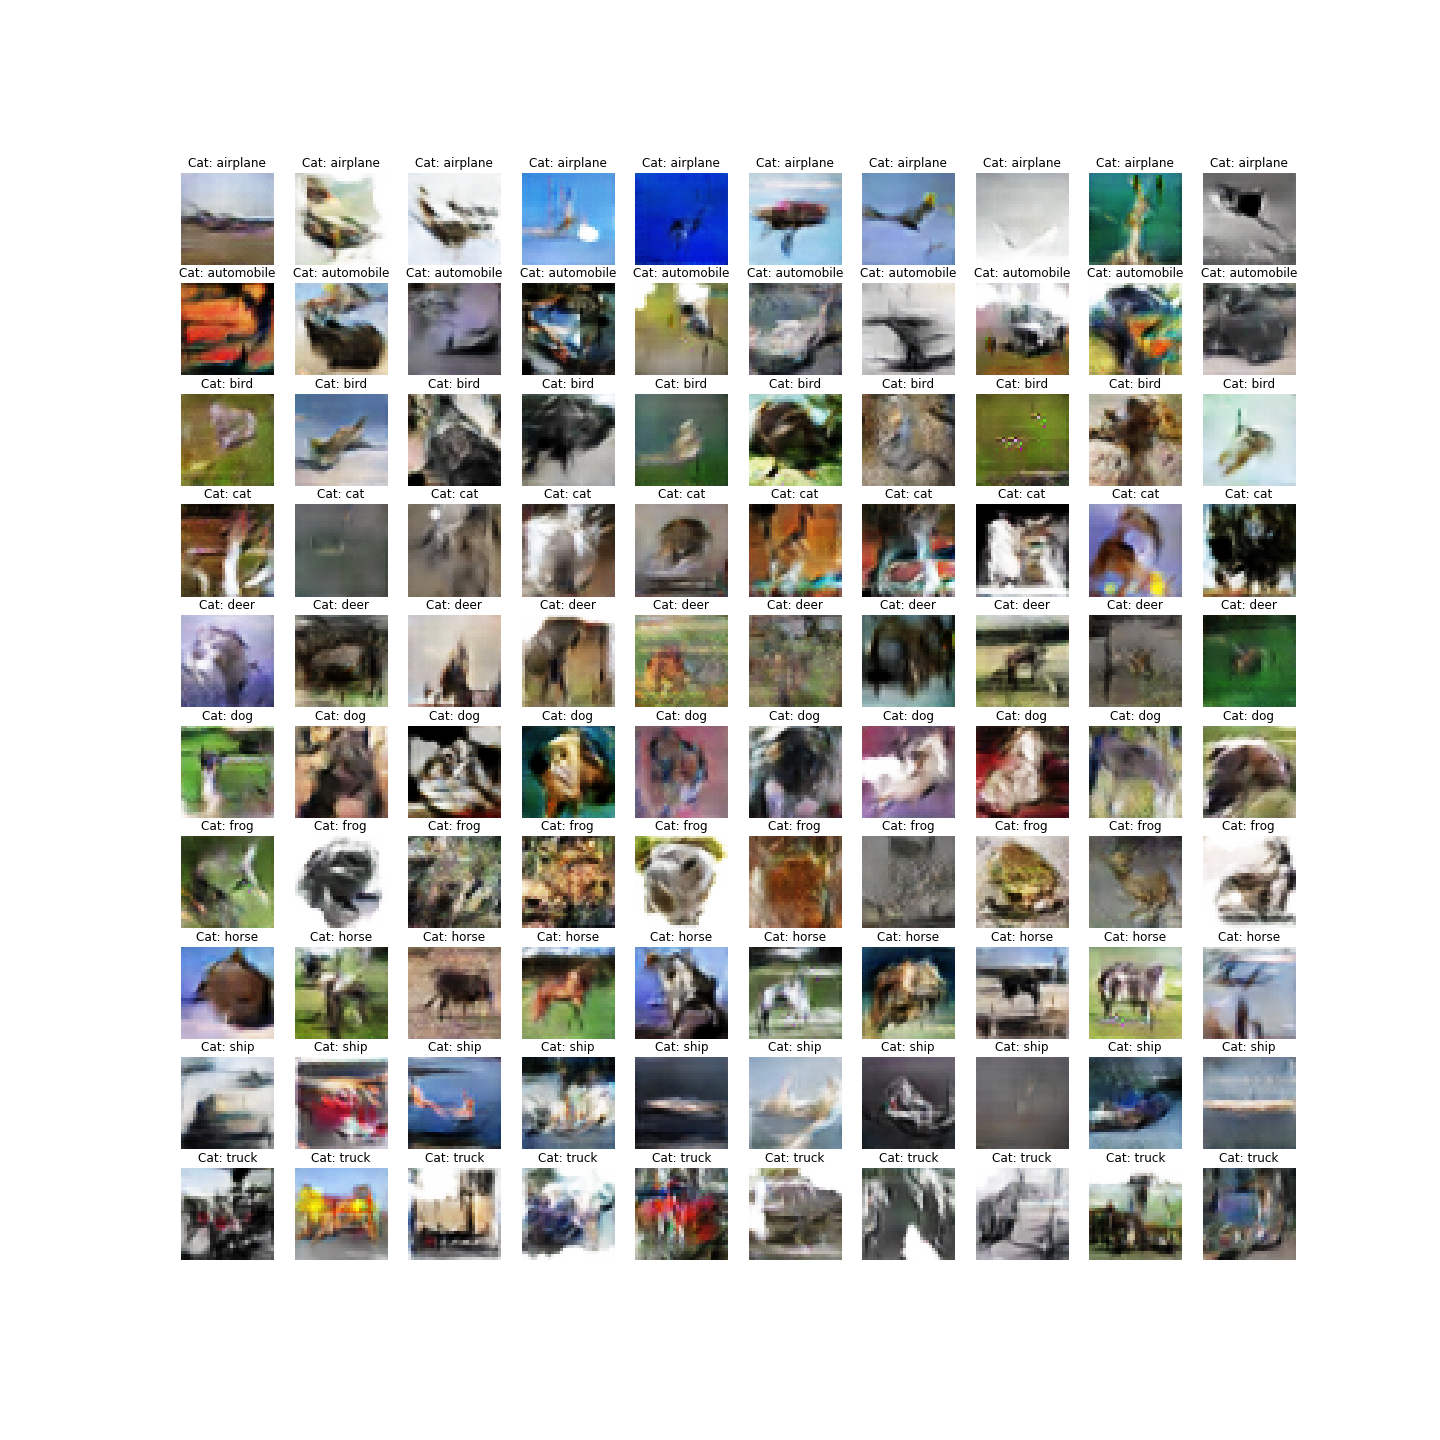 Cat: airplane Cat: airplane Cat: airplane Cat: airplane Cat: airplane Cat: airplane Cat: airplane Cat: airplane Cat: airplane Cat: airplane
Cat: automobile Cat: automobile Cat: automobile Cat: automobile Cat: automobile Cat: automobile Cat: automobile Cat: automobile Cat: automobile Cat: automobile
Cat: bird Cat: bird Cat: bird Cat: bird Cat: bird Cat: bird Cat: bird Cat: bird Cat: bird Cat: bird
Cat: cat Cat: cat Cat: cat Cat: cat Cat: cat Cat: cat Cat: cat Cat: cat Cat: cat Cat: cat
Cat: deer Cat: deer Cat: deer Cat: deer Cat: deer Cat: deer Cat: deer Cat: deer Cat: deer Cat: deer
Cat: dog Cat: dog Cat: dog Cat: dog Cat: dog Cat: dog Cat: dog Cat: dog Cat: dog Cat: dog
Cat: frog Cat: frog Cat: frog Cat: frog Cat: frog Cat: frog Cat: frog Cat: frog Cat: frog Cat: frog
Cat: horse Cat: horse Cat: horse Cat: horse Cat: horse Cat: horse Cat: horse Cat: horse Cat: horse Cat: horse
Cat: ship Cat: ship Cat: ship Cat: ship Cat: ship Cat: ship Cat: ship Cat: ship Cat: ship Cat: ship
Cat: truck Cat: truck Cat: truck Cat: truck Cat: truck Cat: truck Cat: truck Cat: truck Cat: truck Cat: truck